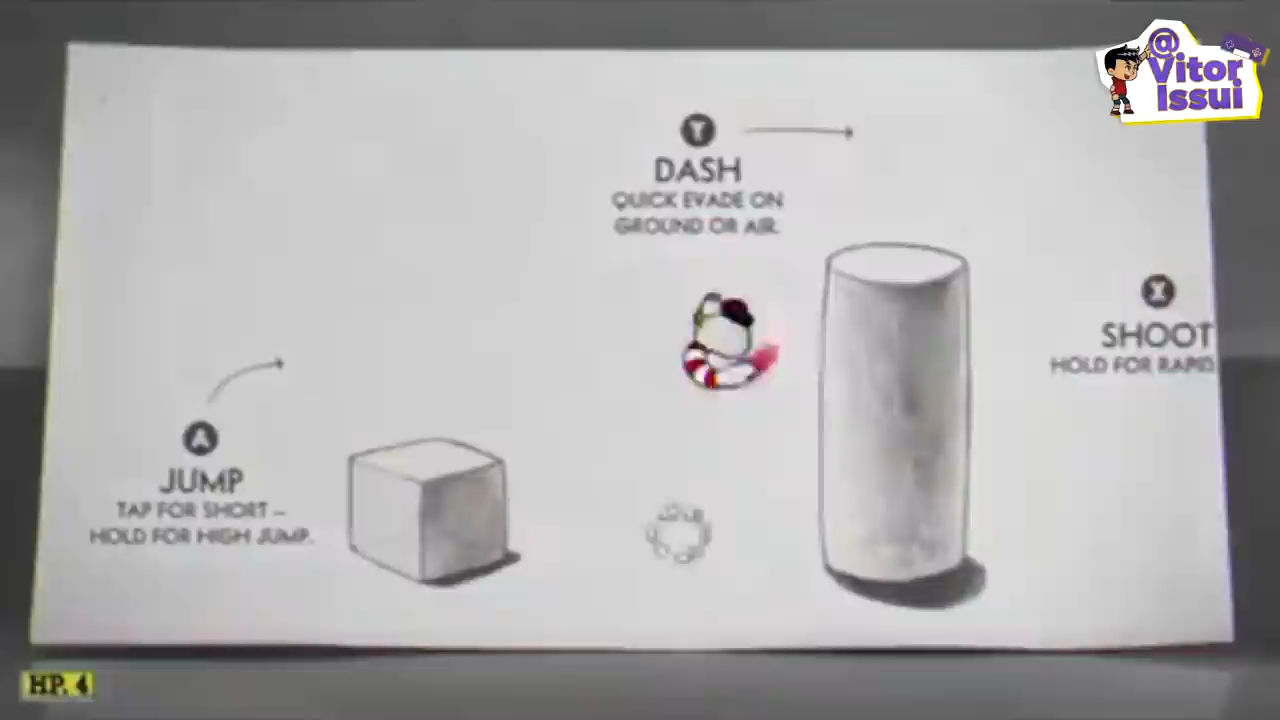 @
Vitor
Issui
Y
DASH
QUICK EVADE ON
GROUND OR AIR.
X
SHOOT
HOLD FOR RAPID
A
JUMP
TAP FOR SHORT –
HOLD FOR HIGH JUMP.
HP. 4